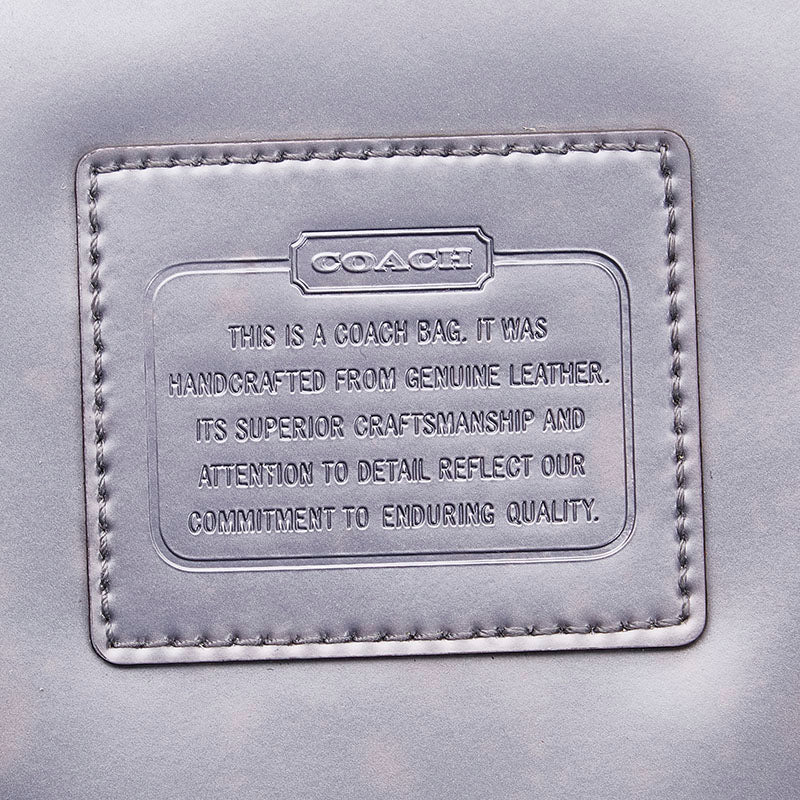 COACH
THIS IS A COACH BAG. IT WAS
HANDCRAFTED FROM GENUINE LEATHER.
ITS SUPERIOR CRAFTSMANSHIP AND
ATTENTION TO DETAIL REFLECT OUR
COMMITMENT TO ENDURING QUALITY.